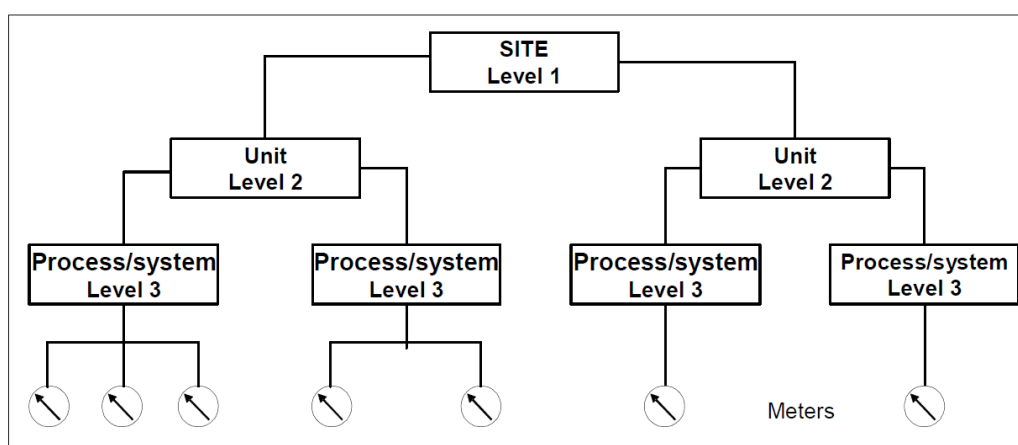 SITE
Level 1
Unit
Level 2
Unit
Level 2
Process/system
Level 3
Process/system
Level 3
Process/system
Level 3
Process/system
Level 3
Meters